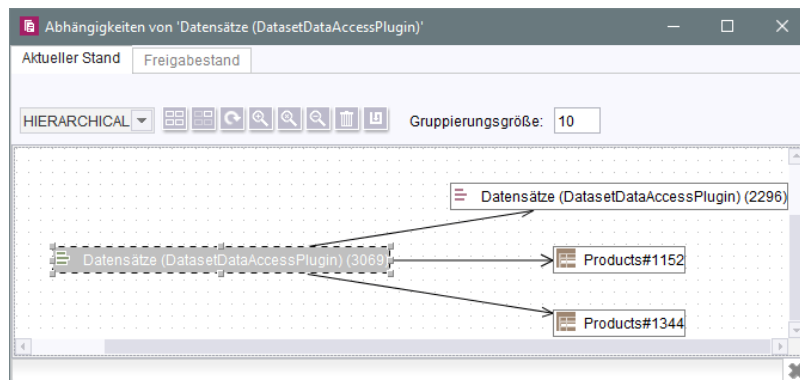 Abhängigkeiten von 'Datensätze (DatasetDataAccessPlugin)'
Aktueller Stand Freigabestand
HIERARCHICAL Gruppierungsgröße: 10
Datensätze (DatasetDataAccessPlugin) (2296)
Datensätze (DatasetDataAccessPlugin) (3069) Products#1152
Products#1344